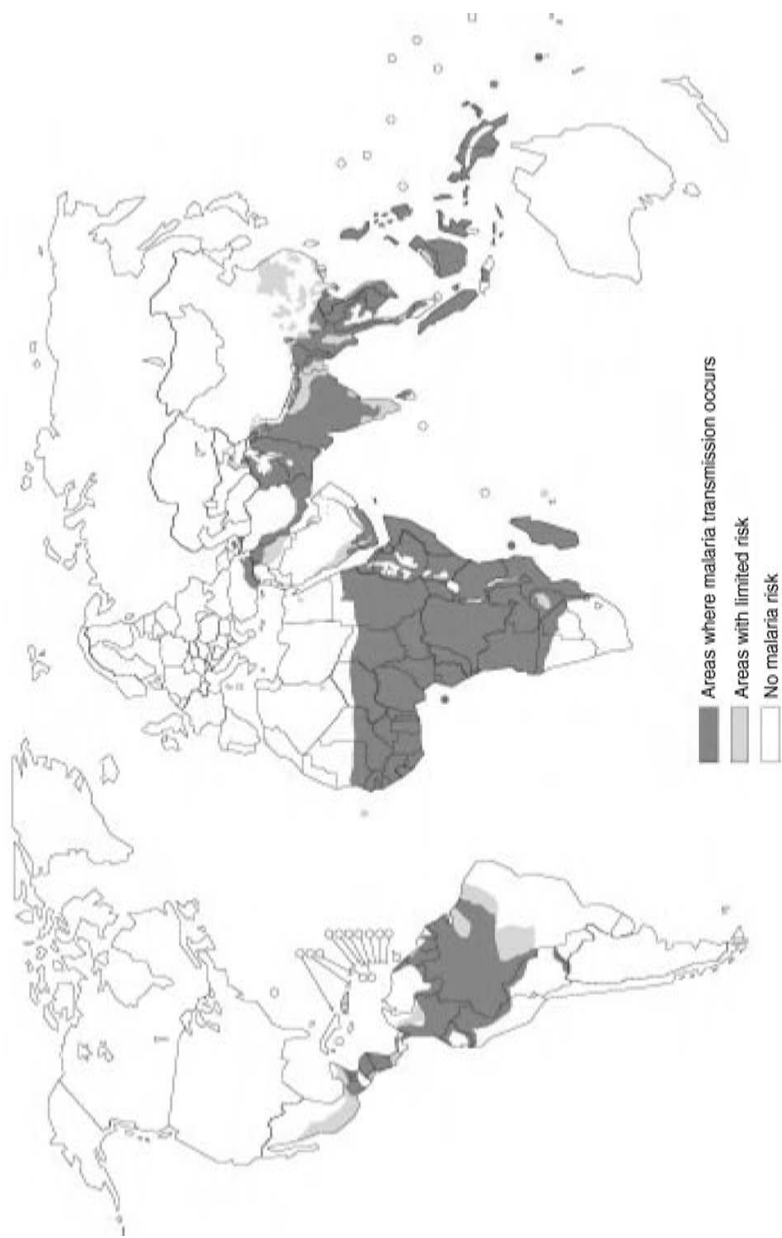 Areas where malaria transmission occurs
Areas with limited risk
No malaria risk